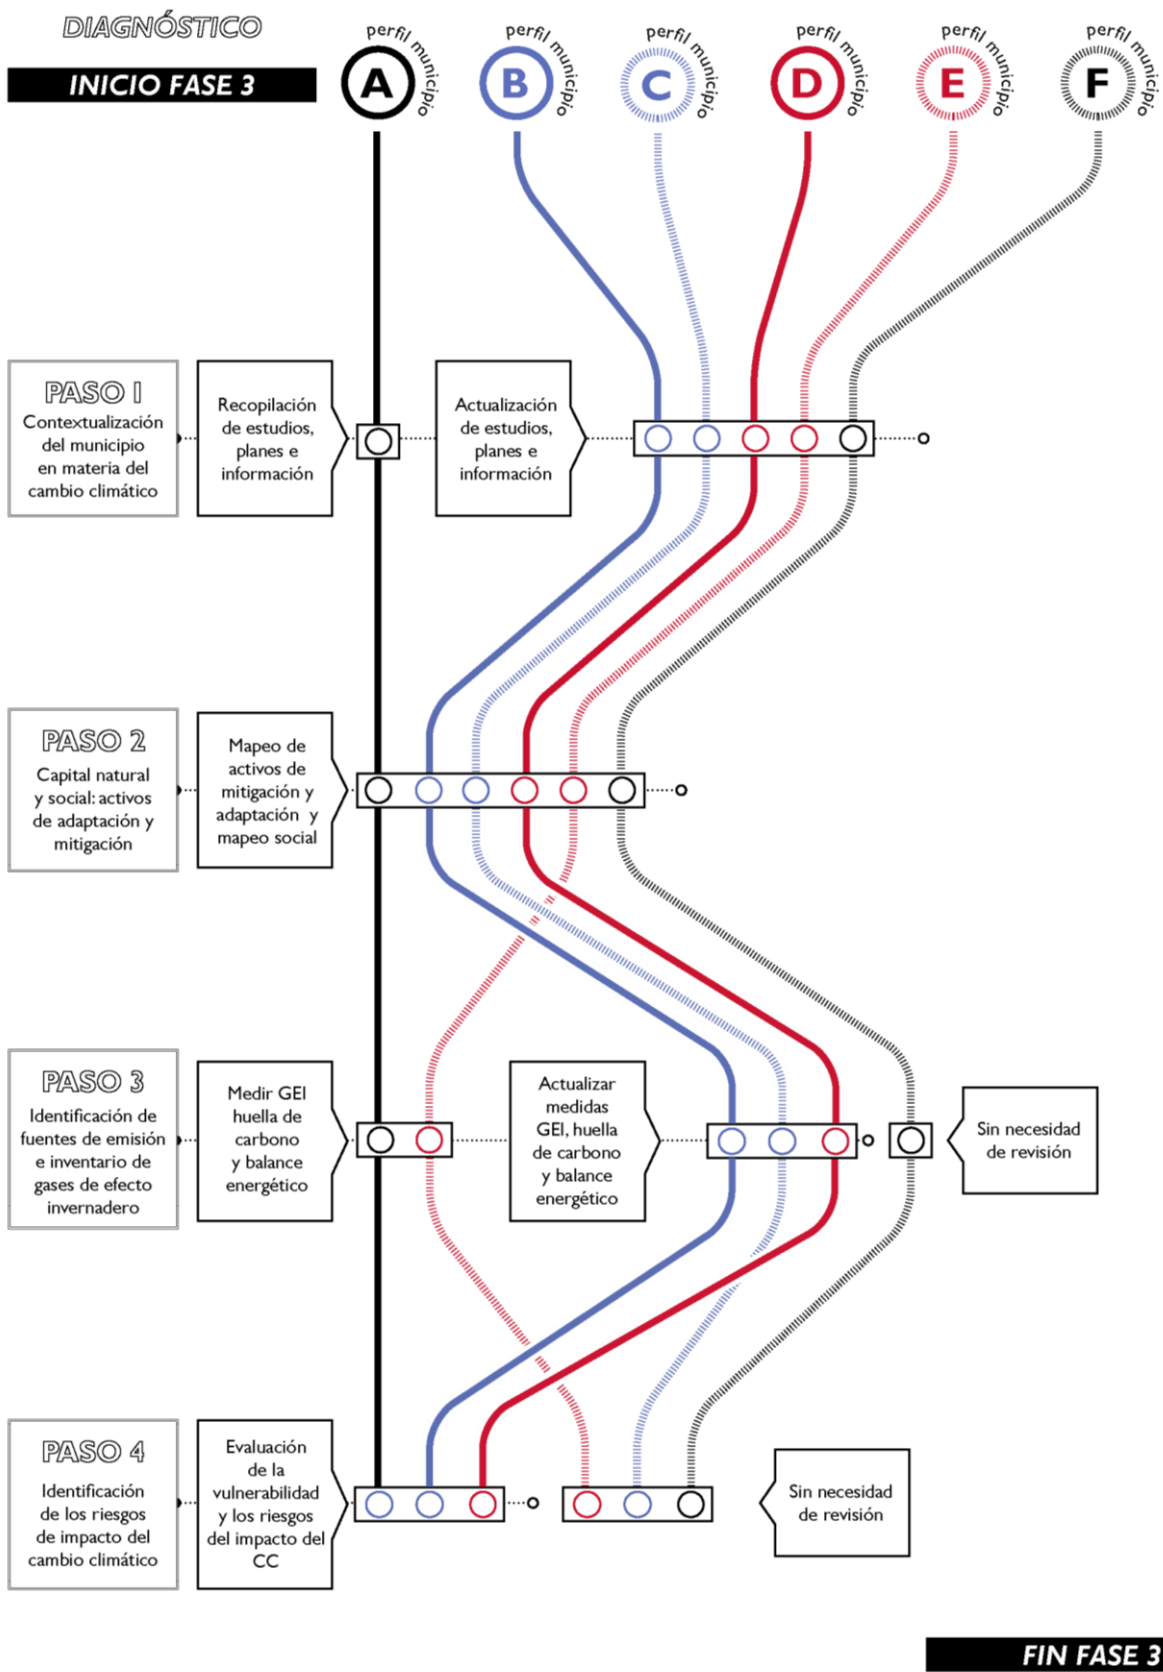 DIAGNÓSTICO
INICIO FASE 3
perfil municipio
A
perfil municipio
B
perfil municipio
C
perfil municipio
D
perfil municipio
E
perfil municipio
F
PASO 1
Contextualización
del municipio
en materia del
cambio climático
Recopilación
de estudios,
planes e
información
Actualización
de estudios,
planes e
información
PASO 2
Capital natural
y social: activos
de adaptación y
mitigación
Mapeo de
activos de
mitigación y
adaptación y
mapeo social
PASO 3
Identificación de
fuentes de emisión
e inventario de
gases de efecto
invernadero
Medir GEI
huella de
carbono
y balance
energético
Actualizar
medidas
GEI, huella
de carbono
y balance
energético
Sin necesidad
de revisión
PASO 4
Identificación
de los riesgos
de impacto del
cambio climático
Evaluación
de la
vulnerabilidad
y los riesgos
del impacto del
CC
Sin necesidad
de revisión
FIN FASE 3